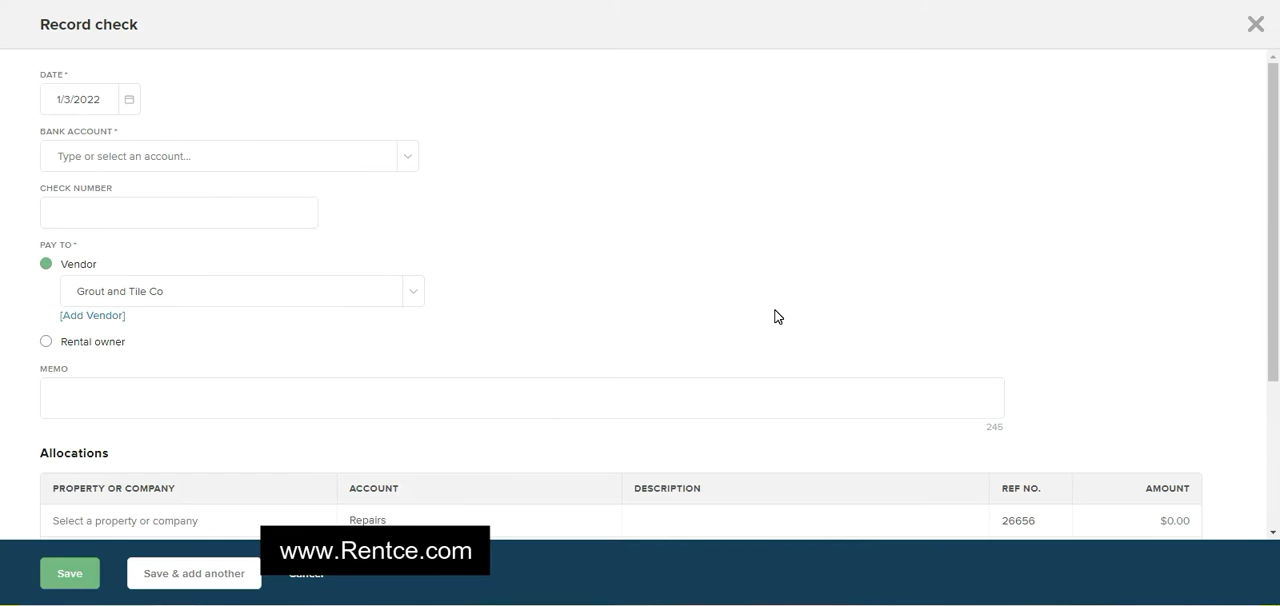 Record check
DATE*
1/3/2022
BANK ACCOUNT*
Type or select an account...
CHECK NUMBER
PAY TO*
Vendor
Grout and Tile Co
[Add Vendor]
Rental owner
MEMO
245
Allocations
PROPERTY OR COMPANY ACCOUNT DESCRIPTION REF NO. AMOUNT
Select a property or company Repairs 26656 $0.00
www.Rentce.com
Save Save & add another Cancel